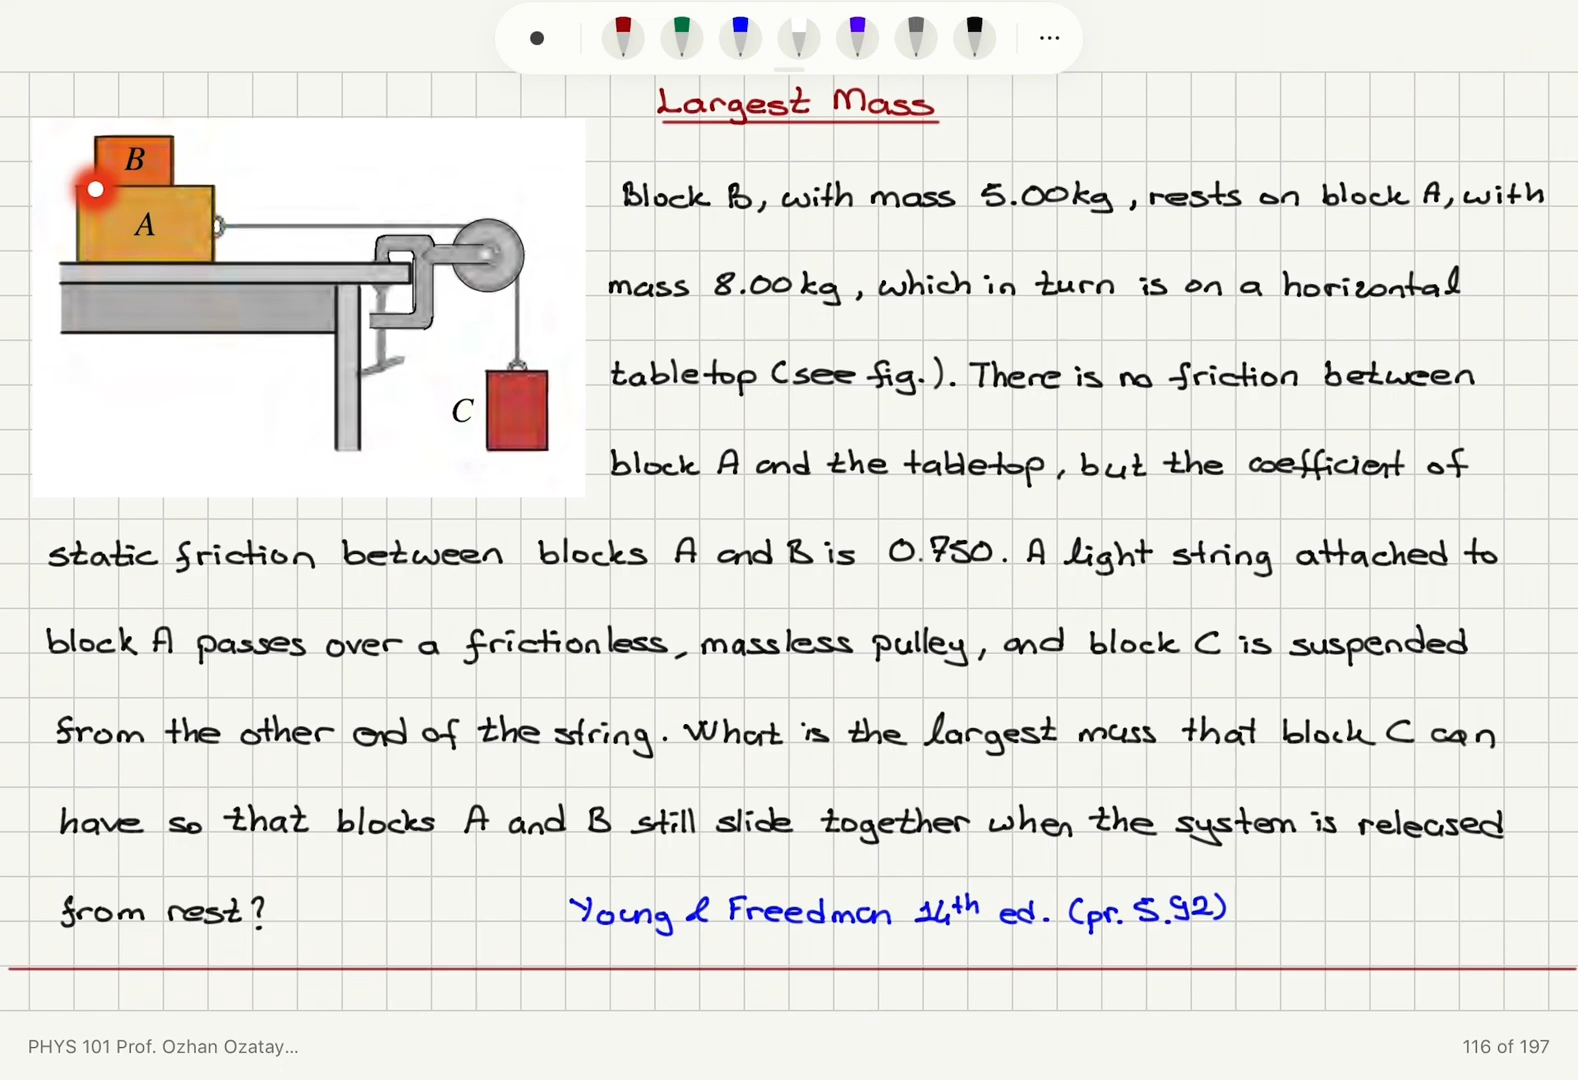 Largest Mass
B
A
C
Block B, with mass 5.00kg, rests on block A, with
mass 8.00 kg, which in turn is on a horizontal
tabletop (see fig.). There is no friction between
block A and the tabletop, but the coefficient of
static friction between blocks A and B is 0.750. A light string attached to
block A passes over a frictionless, massless pulley, and block C is suspended
from the other end of the string. What is the largest mass that block C can
have so that blocks A and B still slide together when the system is released
from rest?
Young & Freedman 14th ed. (pr. 5.92)
PHYS 101 Prof. Ozhan Ozatay...
116 of 197